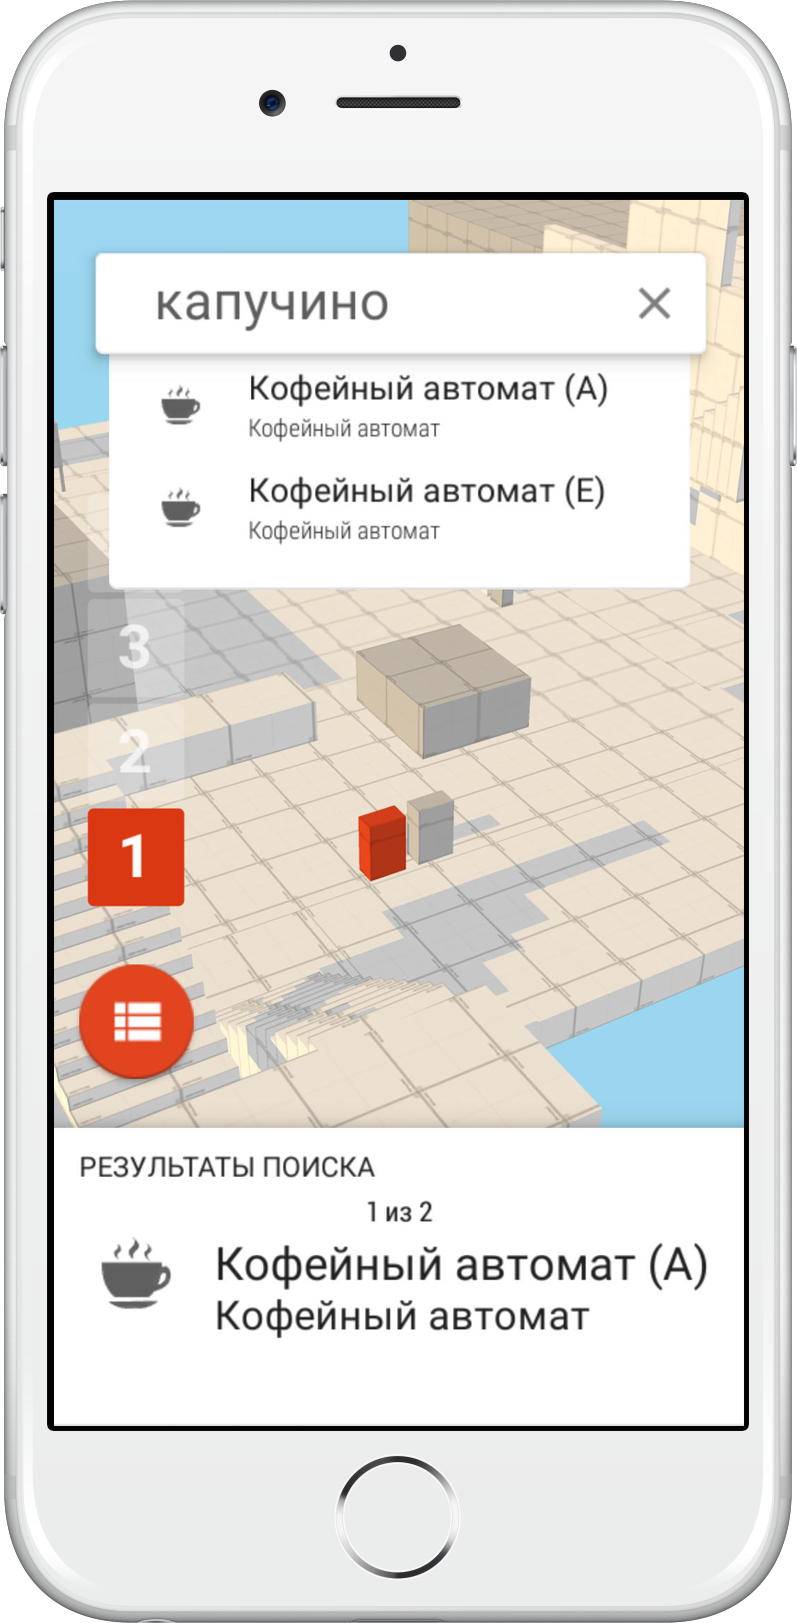 капучино
Кофейный автомат (А)
Кофейный автомат
Кофейный автомат (Е)
Кофейный автомат
3
2
1
РЕЗУЛЬТАТЫ ПОИСКА
1 из 2
Кофейный автомат (А)
Кофейный автомат